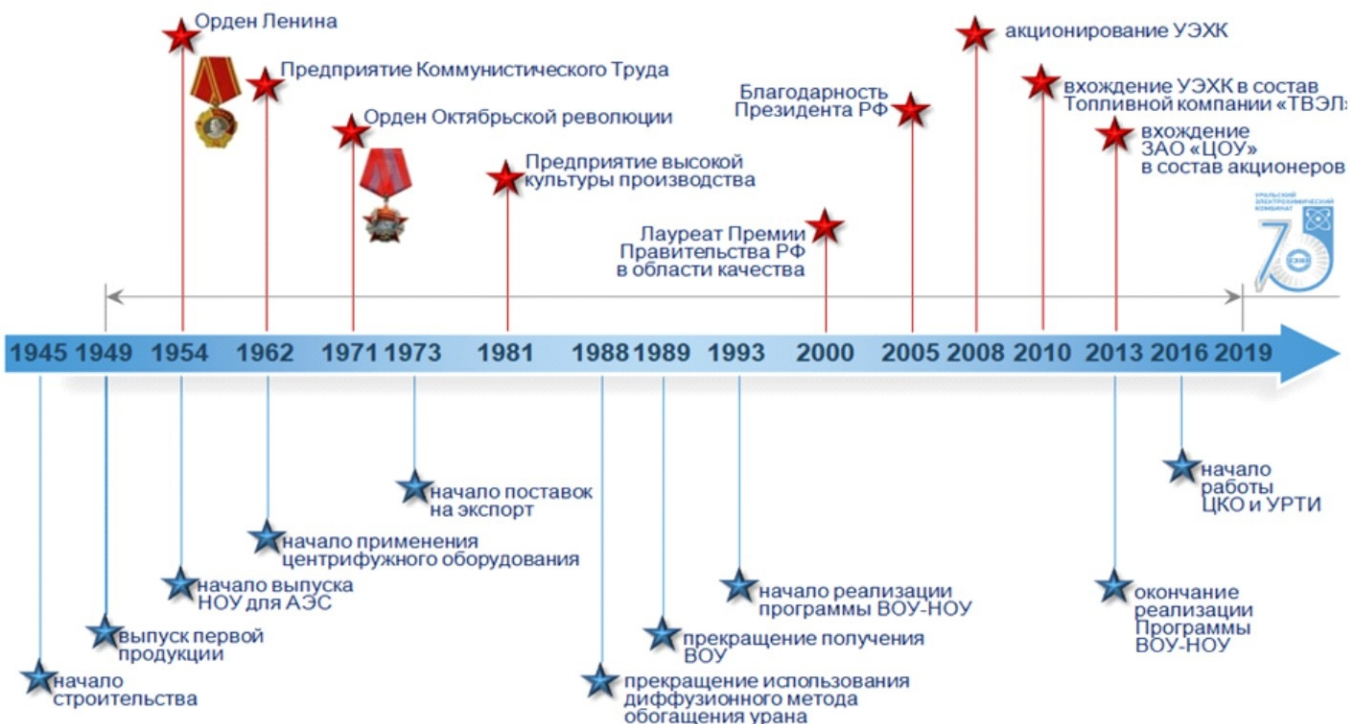 Орден Ленина
Предприятие Коммунистического Труда
Орден Октябрьской революции
Предприятие высокой
культуры производства
Лауреат Премии
Правительства РФ
в области качества
Благодарность
Президента РФ
акционирование УЭХК
вхождение УЭХК в состав
Топливной компании «ТВЭЛ»
вхождение
ЗАО «ЦОУ»
в состав акционеров
УРАЛЬСКИЙ
ЭЛЕКТРОХИМИЧЕСКИЙ
КОМБИНАТ
70
1945 1949 1954 1962 1971 1973 1981 1988 1989 1993 2000 2005 2008 2010 2013 2016 2019
начало
строительства
выпуск первой
продукции
начало выпуска
НОУ для АЭС
начало применения
центрифужного оборудования
начало поставок
на экспорт
прекращение использования
диффузионного метода
обогащения урана
прекращение получения
ВОУ
начало реализации
программы ВОУ-НОУ
окончание
реализации
Программы
ВОУ-НОУ
начало
работы
ЦКО и УРТИ